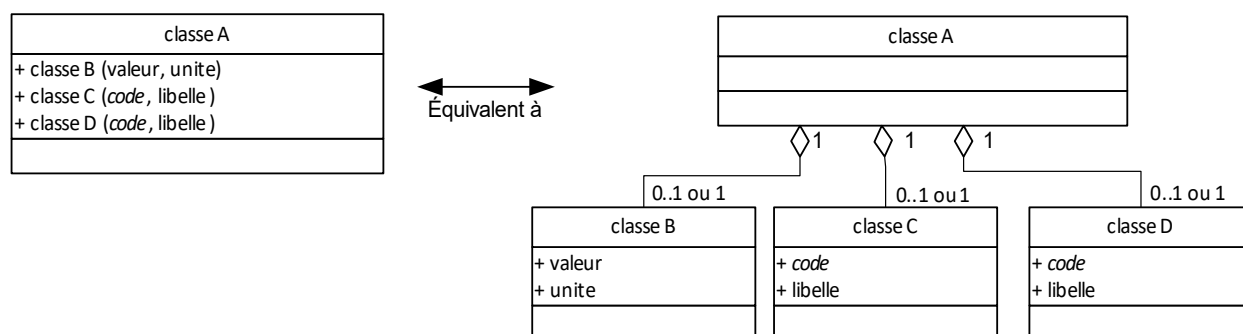 classe A
+ classe B (valeur, unite)
+ classe C (code, libelle)
+ classe D (code, libelle)
Équivalent à
classe A
1
1
1
0..1 ou 1
0..1 ou 1
0..1 ou 1
classe B
+ valeur
+ unite
classe C
+ code
+ libelle
classe D
+ code
+ libelle